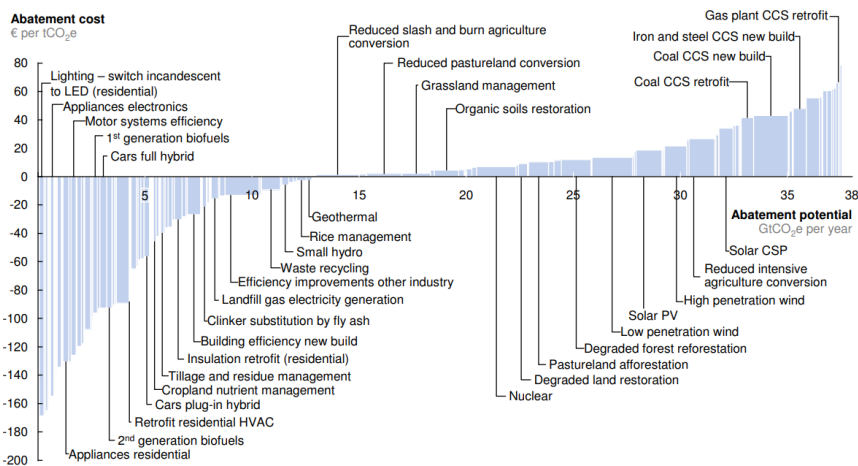 Abatement cost
€ per tCO2e
Gas plant CCS retrofit
Iron and steel CCS new build
Coal CCS new build
Coal CCS retrofit
Reduced slash and burn agriculture
conversion
Reduced pastureland conversion
Grassland management
Organic soils restoration
Lighting – switch incandescent
to LED (residential)
Appliances electronics
Motor systems efficiency
1st generation biofuels
Cars full hybrid
80
60
40
20
0
-20
-40
-60
-80
-100
-120
-140
-160
-180
-200
5
10
15
20
25
30
35
38
Abatement potential
GtCO2e per year
Geothermal
Rice management
Small hydro
Waste recycling
Efficiency improvements other industry
Landfill gas electricity generation
Clinker substitution by fly ash
Building efficiency new build
Insulation retrofit (residential)
Tillage and residue management
Cropland nutrient management
Cars plug-in hybrid
Retrofit residential HVAC
2nd generation biofuels
Appliances residential
Solar CSP
Reduced intensive
agriculture conversion
High penetration wind
Solar PV
Low penetration wind
Degraded forest reforestation
Pastureland afforestation
Degraded land restoration
Nuclear